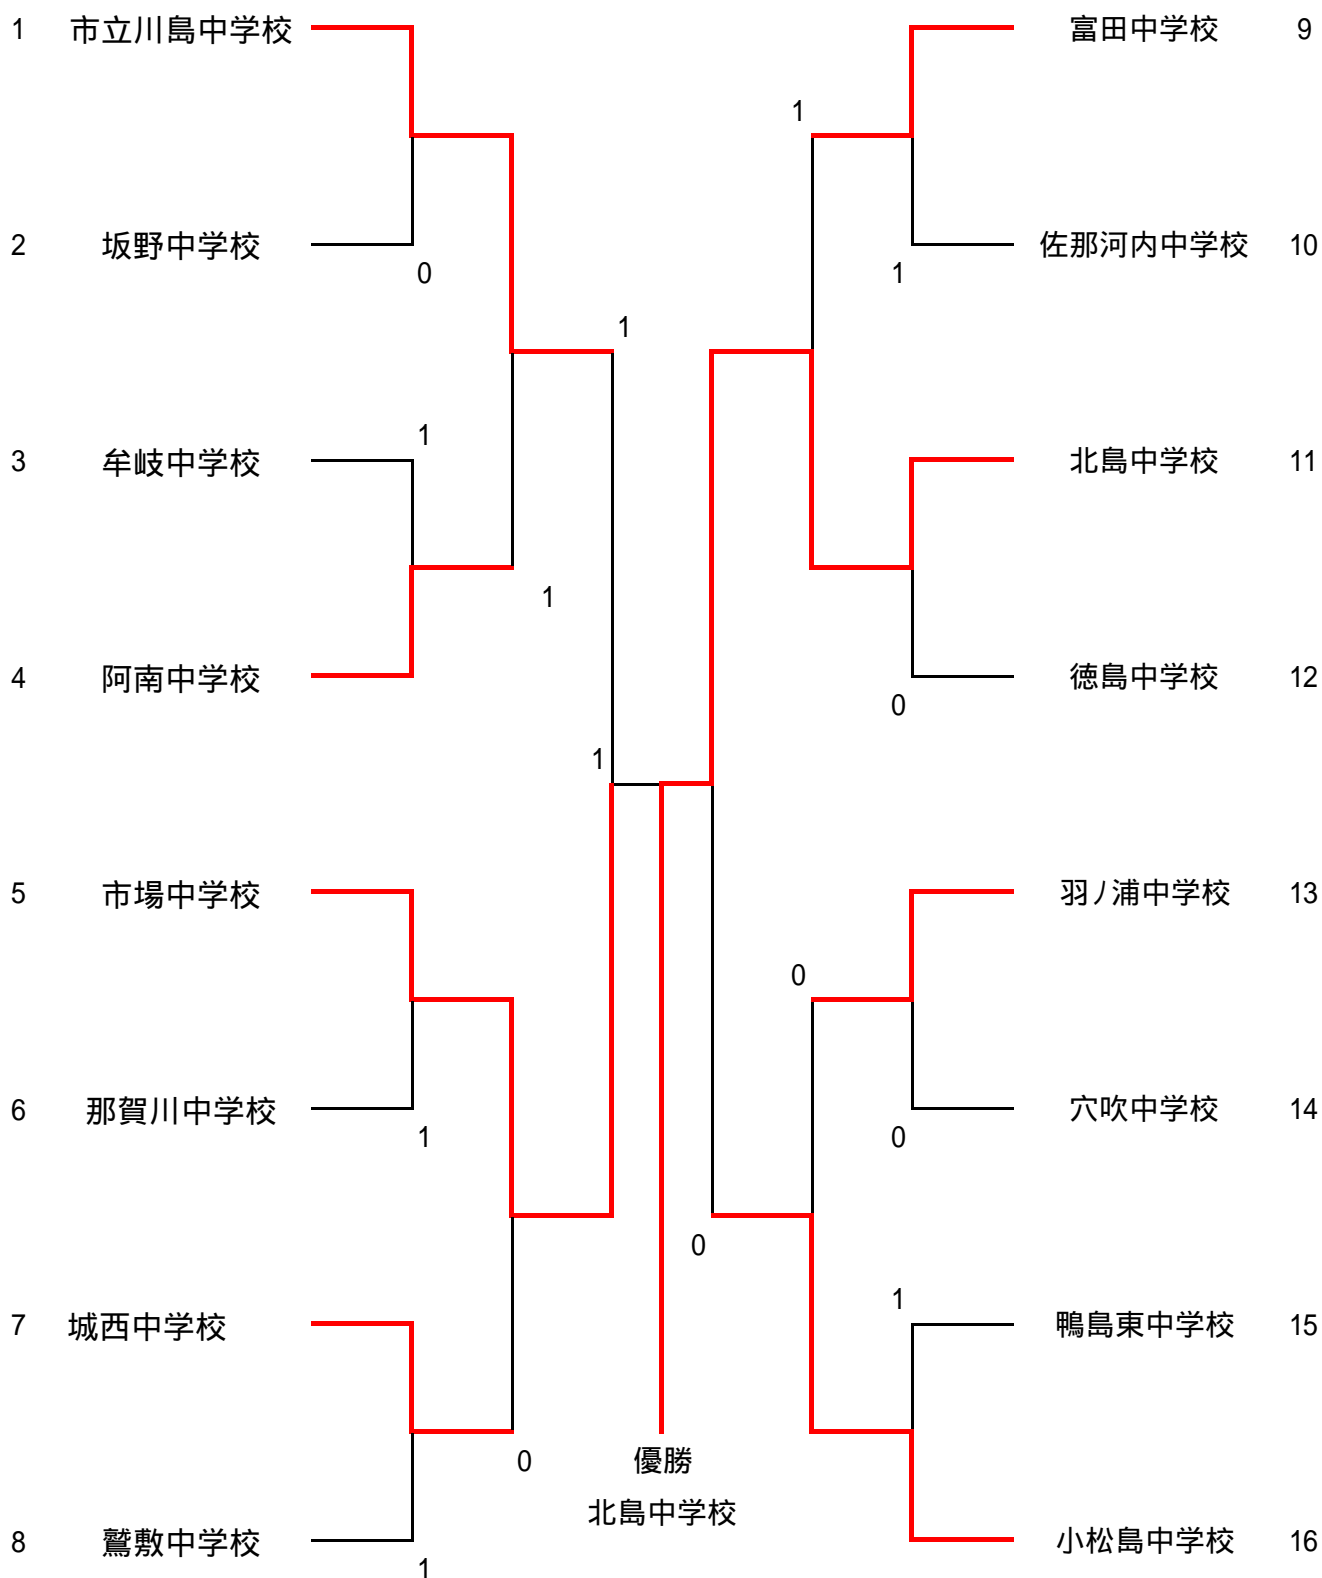 1 市立川島中学校
富田中学校 9
1
2 坂野中学校
佐那河内中学校 10
0
1
1
1
3 牟岐中学校
北島中学校 11
1
4 阿南中学校
徳島中学校 12
0
1
5 市場中学校
羽ノ浦中学校 13
0
6 那賀川中学校
穴吹中学校 14
1
0
0
1
7 城西中学校
鴨島東中学校 15
0
優勝
北島中学校
8 鷲敷中学校
小松島中学校 16
1